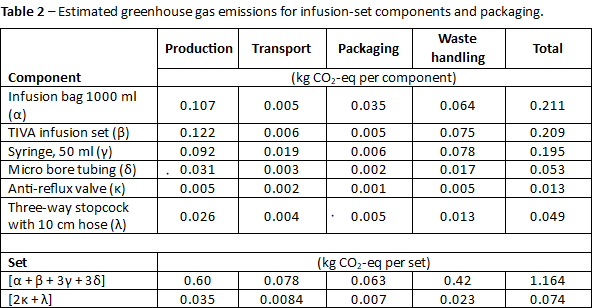 Table 2 – Estimated greenhouse gas emissions for infusion-set components and packaging.
Component Production Transport Packaging Waste handling Total
(kg CO₂-eq per component)
Infusion bag 1000 ml (α) 0.107 0.005 0.035 0.064 0.211
TIVA infusion set (β) 0.122 0.006 0.005 0.075 0.209
Syringe, 50 ml (γ) 0.092 0.019 0.006 0.078 0.195
Micro bore tubing (δ) 0.031 0.003 0.002 0.017 0.053
Anti-reflux valve (κ) 0.005 0.002 0.001 0.005 0.013
Three-way stopcock with 10 cm hose (λ) 0.026 0.004 0.005 0.013 0.049
Set (kg CO₂-eq per set)
[α + β + 3γ + 3δ] 0.60 0.078 0.063 0.42 1.164
[2κ + λ] 0.035 0.0084 0.007 0.023 0.074